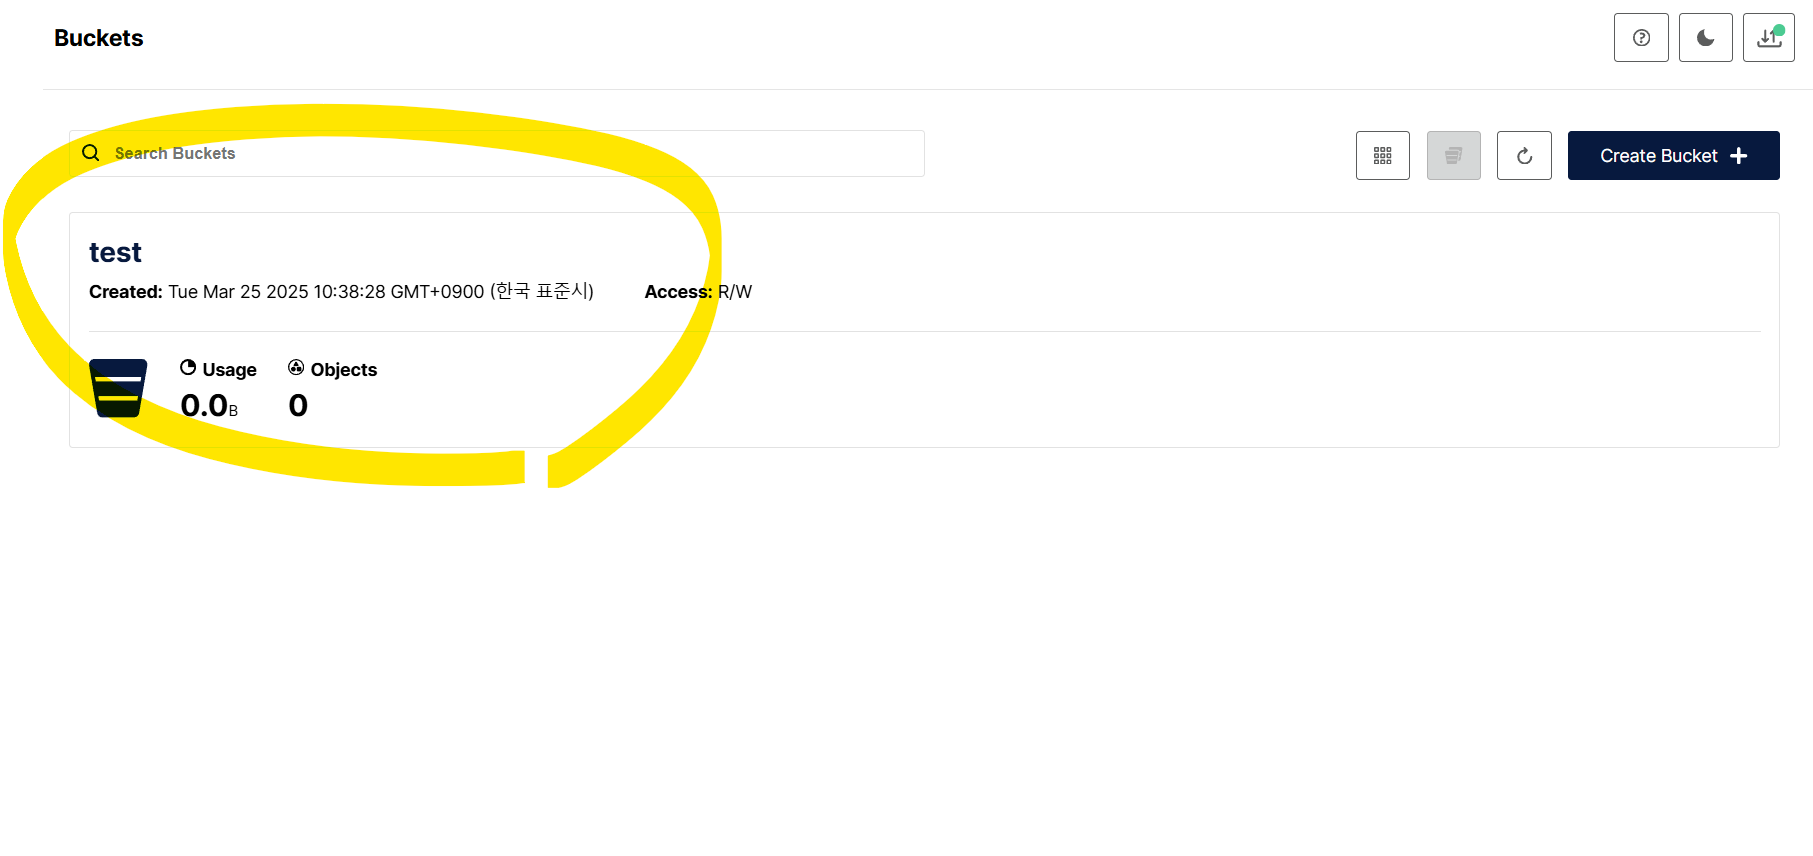 Buckets
Search Buckets
Create Bucket
test
Created: Tue Mar 25 2025 10:38:28 GMT+0900 (한국 표준시) Access: R/W
Usage Objects
0.0B 0